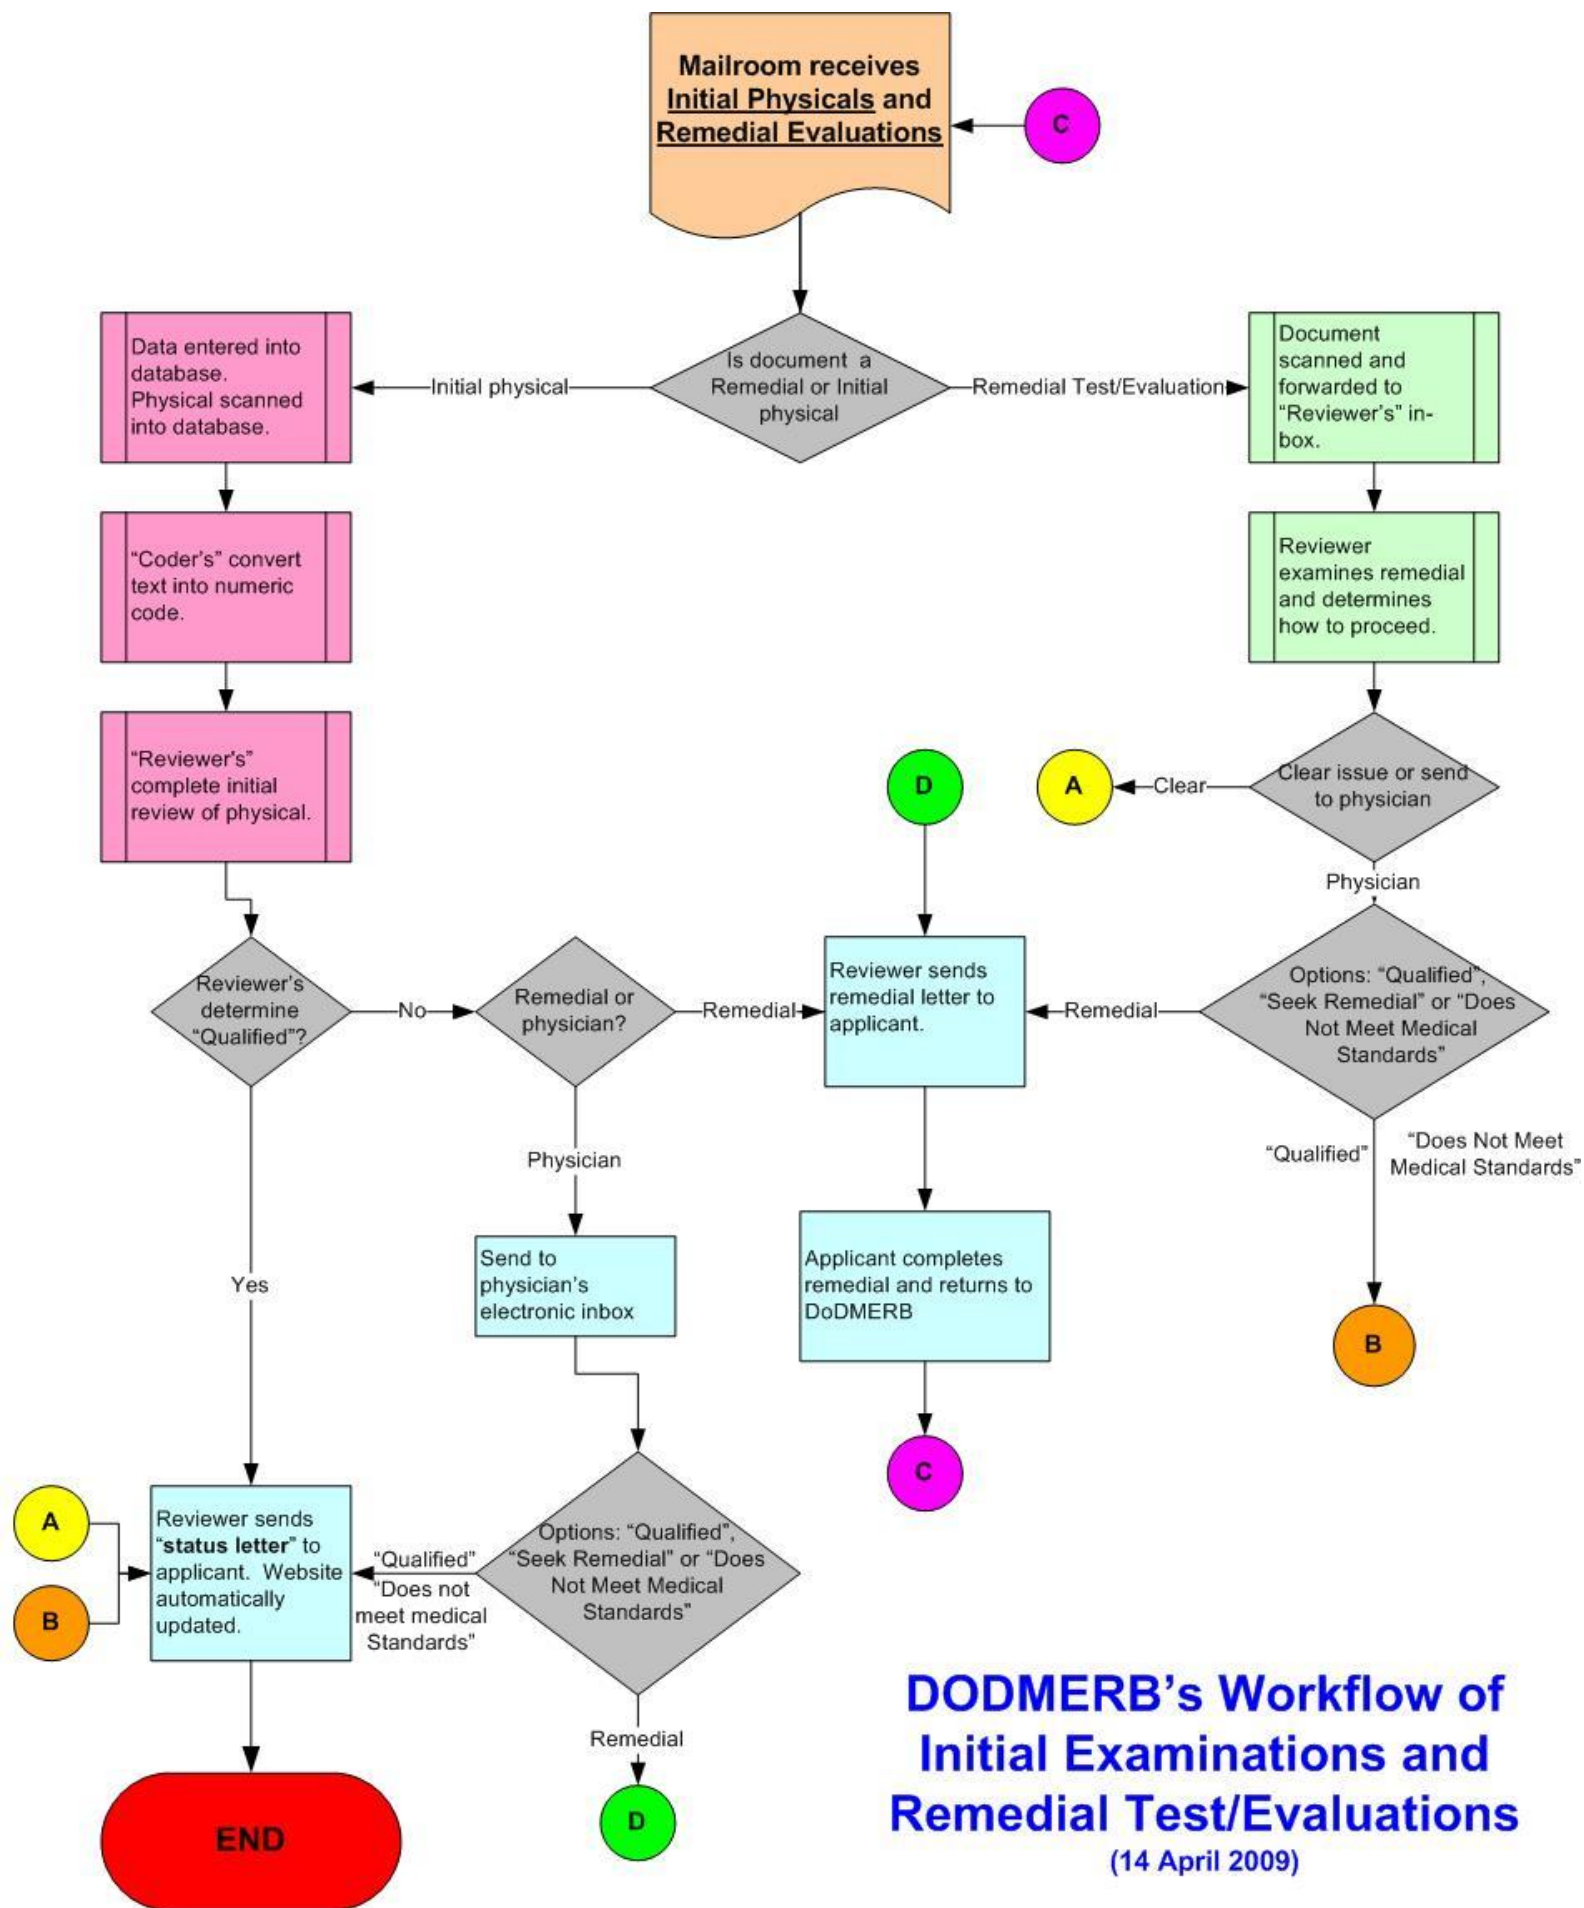 Mailroom receives
Initial Physicals and
Remedial Evaluations
C
Is document a
Remedial or Initial
physical
Initial physical
Remedial Test/Evaluation
Data entered into
database.
Physical scanned
into database.
Document
scanned and
forwarded to
“Reviewer’s” in-
box.
“Coder’s” convert
text into numeric
code.
Reviewer
examines remedial
and determines
how to proceed.
“Reviewer's”
complete initial
review of physical.
D
A
Clear
Clear issue or send
to physician
Physician
Reviewer’s
determine
“Qualified”?
No
Remedial or
physician?
Remedial
Reviewer sends
remedial letter to
applicant.
Remedial
Options: “Qualified”,
“Seek Remedial” or “Does
Not Meet Medical
Standards”
“Qualified”
“Does Not Meet
Medical Standards”
Physician
Yes
Send to
physician’s
electronic inbox
Applicant completes
remedial and returns to
DoDMERB
B
C
A
B
Reviewer sends
“status letter” to
applicant. Website
automatically
updated.
“Qualified”
“Does not
meet medical
Standards”
Options: “Qualified”,
“Seek Remedial” or “Does
Not Meet Medical
Standards”
Remedial
D
END
DODMERB’s Workflow of
Initial Examinations and
Remedial Test/Evaluations
(14 April 2009)